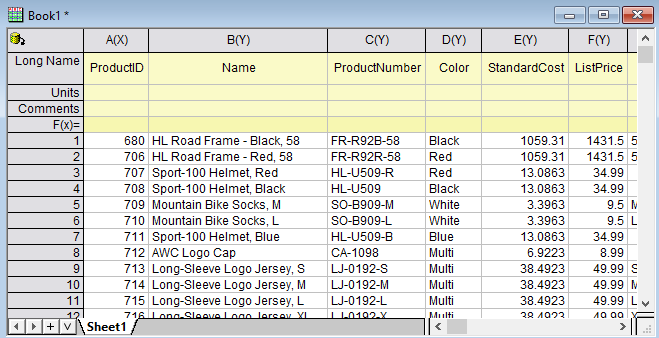 Book1 *
A(X) B(Y) C(Y) D(Y) E(Y) F(Y)
Long Name ProductID Name ProductNumber Color StandardCost ListPrice
Units
Comments
F(x)=
1 680 HL Road Frame - Black, 58 FR-R92B-58 Black 1059.31 1431.5 5
2 706 HL Road Frame - Red, 58 FR-R92R-58 Red 1059.31 1431.5 5
3 707 Sport-100 Helmet, Red HL-U509-R Red 13.0863 34.99
4 708 Sport-100 Helmet, Black HL-U509 Black 13.0863 34.99
5 709 Mountain Bike Socks, M SO-B909-M White 3.3963 9.5 M
6 710 Mountain Bike Socks, L SO-B909-L White 3.3963 9.5 L
7 711 Sport-100 Helmet, Blue HL-U509-B Blue 13.0863 34.99
8 712 AWC Logo Cap CA-1098 Multi 6.9223 8.99
9 713 Long-Sleeve Logo Jersey, S LJ-0192-S Multi 38.4923 49.99 S
10 714 Long-Sleeve Logo Jersey, M LJ-0192-M Multi 38.4923 49.99 M
11 715 Long-Sleeve Logo Jersey, L LJ-0192-L Multi 38.4923 49.99 L
12 716 Long-Sleeve Logo Jersey, XL LJ-0192-X Multi 38.4923 49.99 X
Sheet1